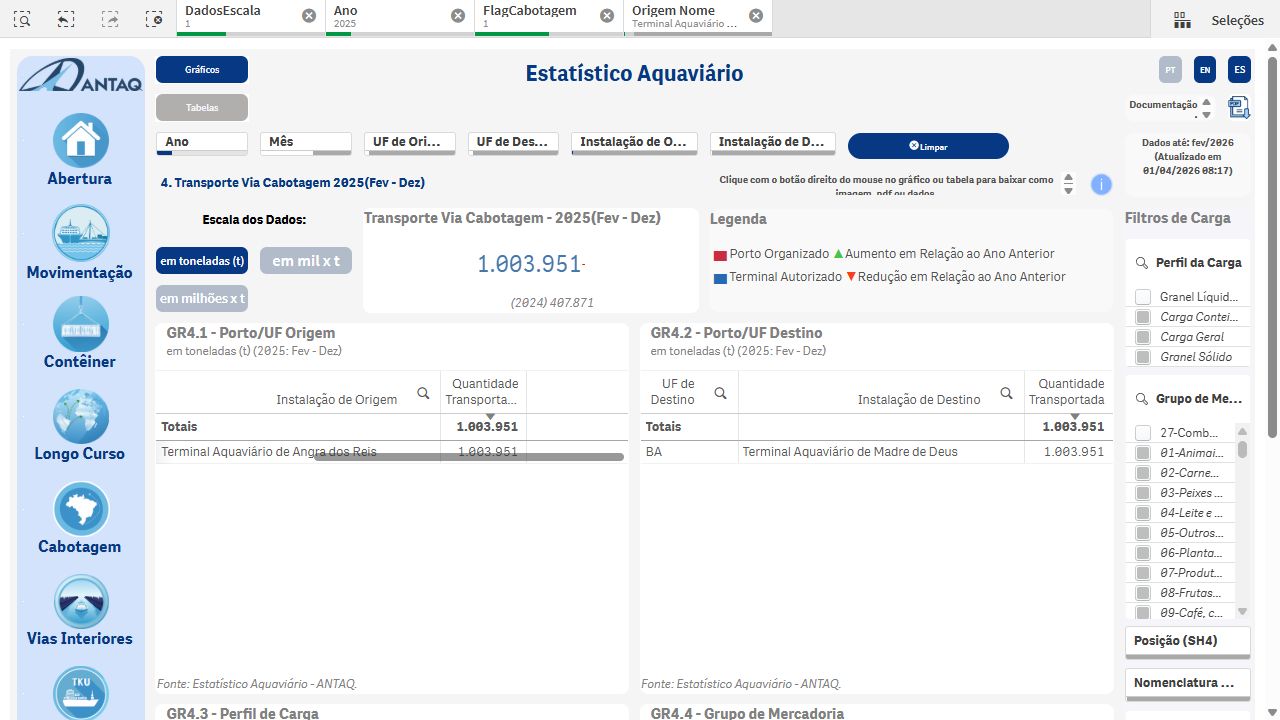 DadosEscala
1
Ano
2025
FlagCabotagem
1
Origem Nome
Terminal Aquaviário ...
Seleções
ANTAQ
Gráficos
Tabelas
Estatístico Aquaviário
PT
EN
ES
Documentação
Ano
Mês
UF de Ori...
UF de Des...
Instalação de O...
Instalação de D...
Limpar
Dados até: fev/2026
(Atualizado em
01/04/2026 08:17)
4. Transporte Via Cabotagem 2025(Fev - Dez)
Clique com o botão direito do mouse no gráfico ou tabela para baixar como
imagem, pdf ou dados
Abertura
Movimentação
Contêiner
Longo Curso
Cabotagem
Vias Interiores
TKU
Escala dos Dados:
em toneladas (t)
em mil x t
em milhões x t
Transporte Via Cabotagem - 2025(Fev - Dez)
1.003.951-
(2024) 407.871
Legenda
Porto Organizado
Aumento em Relação ao Ano Anterior
Terminal Autorizado
Redução em Relação ao Ano Anterior
GR4.1 - Porto/UF Origem
em toneladas (t) (2025: Fev - Dez)
Instalação de Origem
Quantidade
Transporta...
Totais
1.003.951
Terminal Aquaviário de Angra dos Reis
1.003.951
Fonte: Estatístico Aquaviário - ANTAQ.
GR4.2 - Porto/UF Destino
em toneladas (t) (2025: Fev - Dez)
UF de
Destino
Instalação de Destino
Quantidade
Transportada
Totais
1.003.951
BA
Terminal Aquaviário de Madre de Deus
1.003.951
Fonte: Estatístico Aquaviário - ANTAQ.
GR4.3 - Perfil de Carga
GR4.4 - Grupo de Mercadoria
Filtros de Carga
Perfil da Carga
Granel Líquid...
Carga Contei...
Carga Geral
Granel Sólido
Grupo de Me...
27-Comb...
01-Animai...
02-Carne...
03-Peixes ...
04-Leite e ...
05-Outros...
06-Planta...
07-Produt...
08-Frutas...
09-Café, c...
Posição (SH4)
Nomenclatura ...